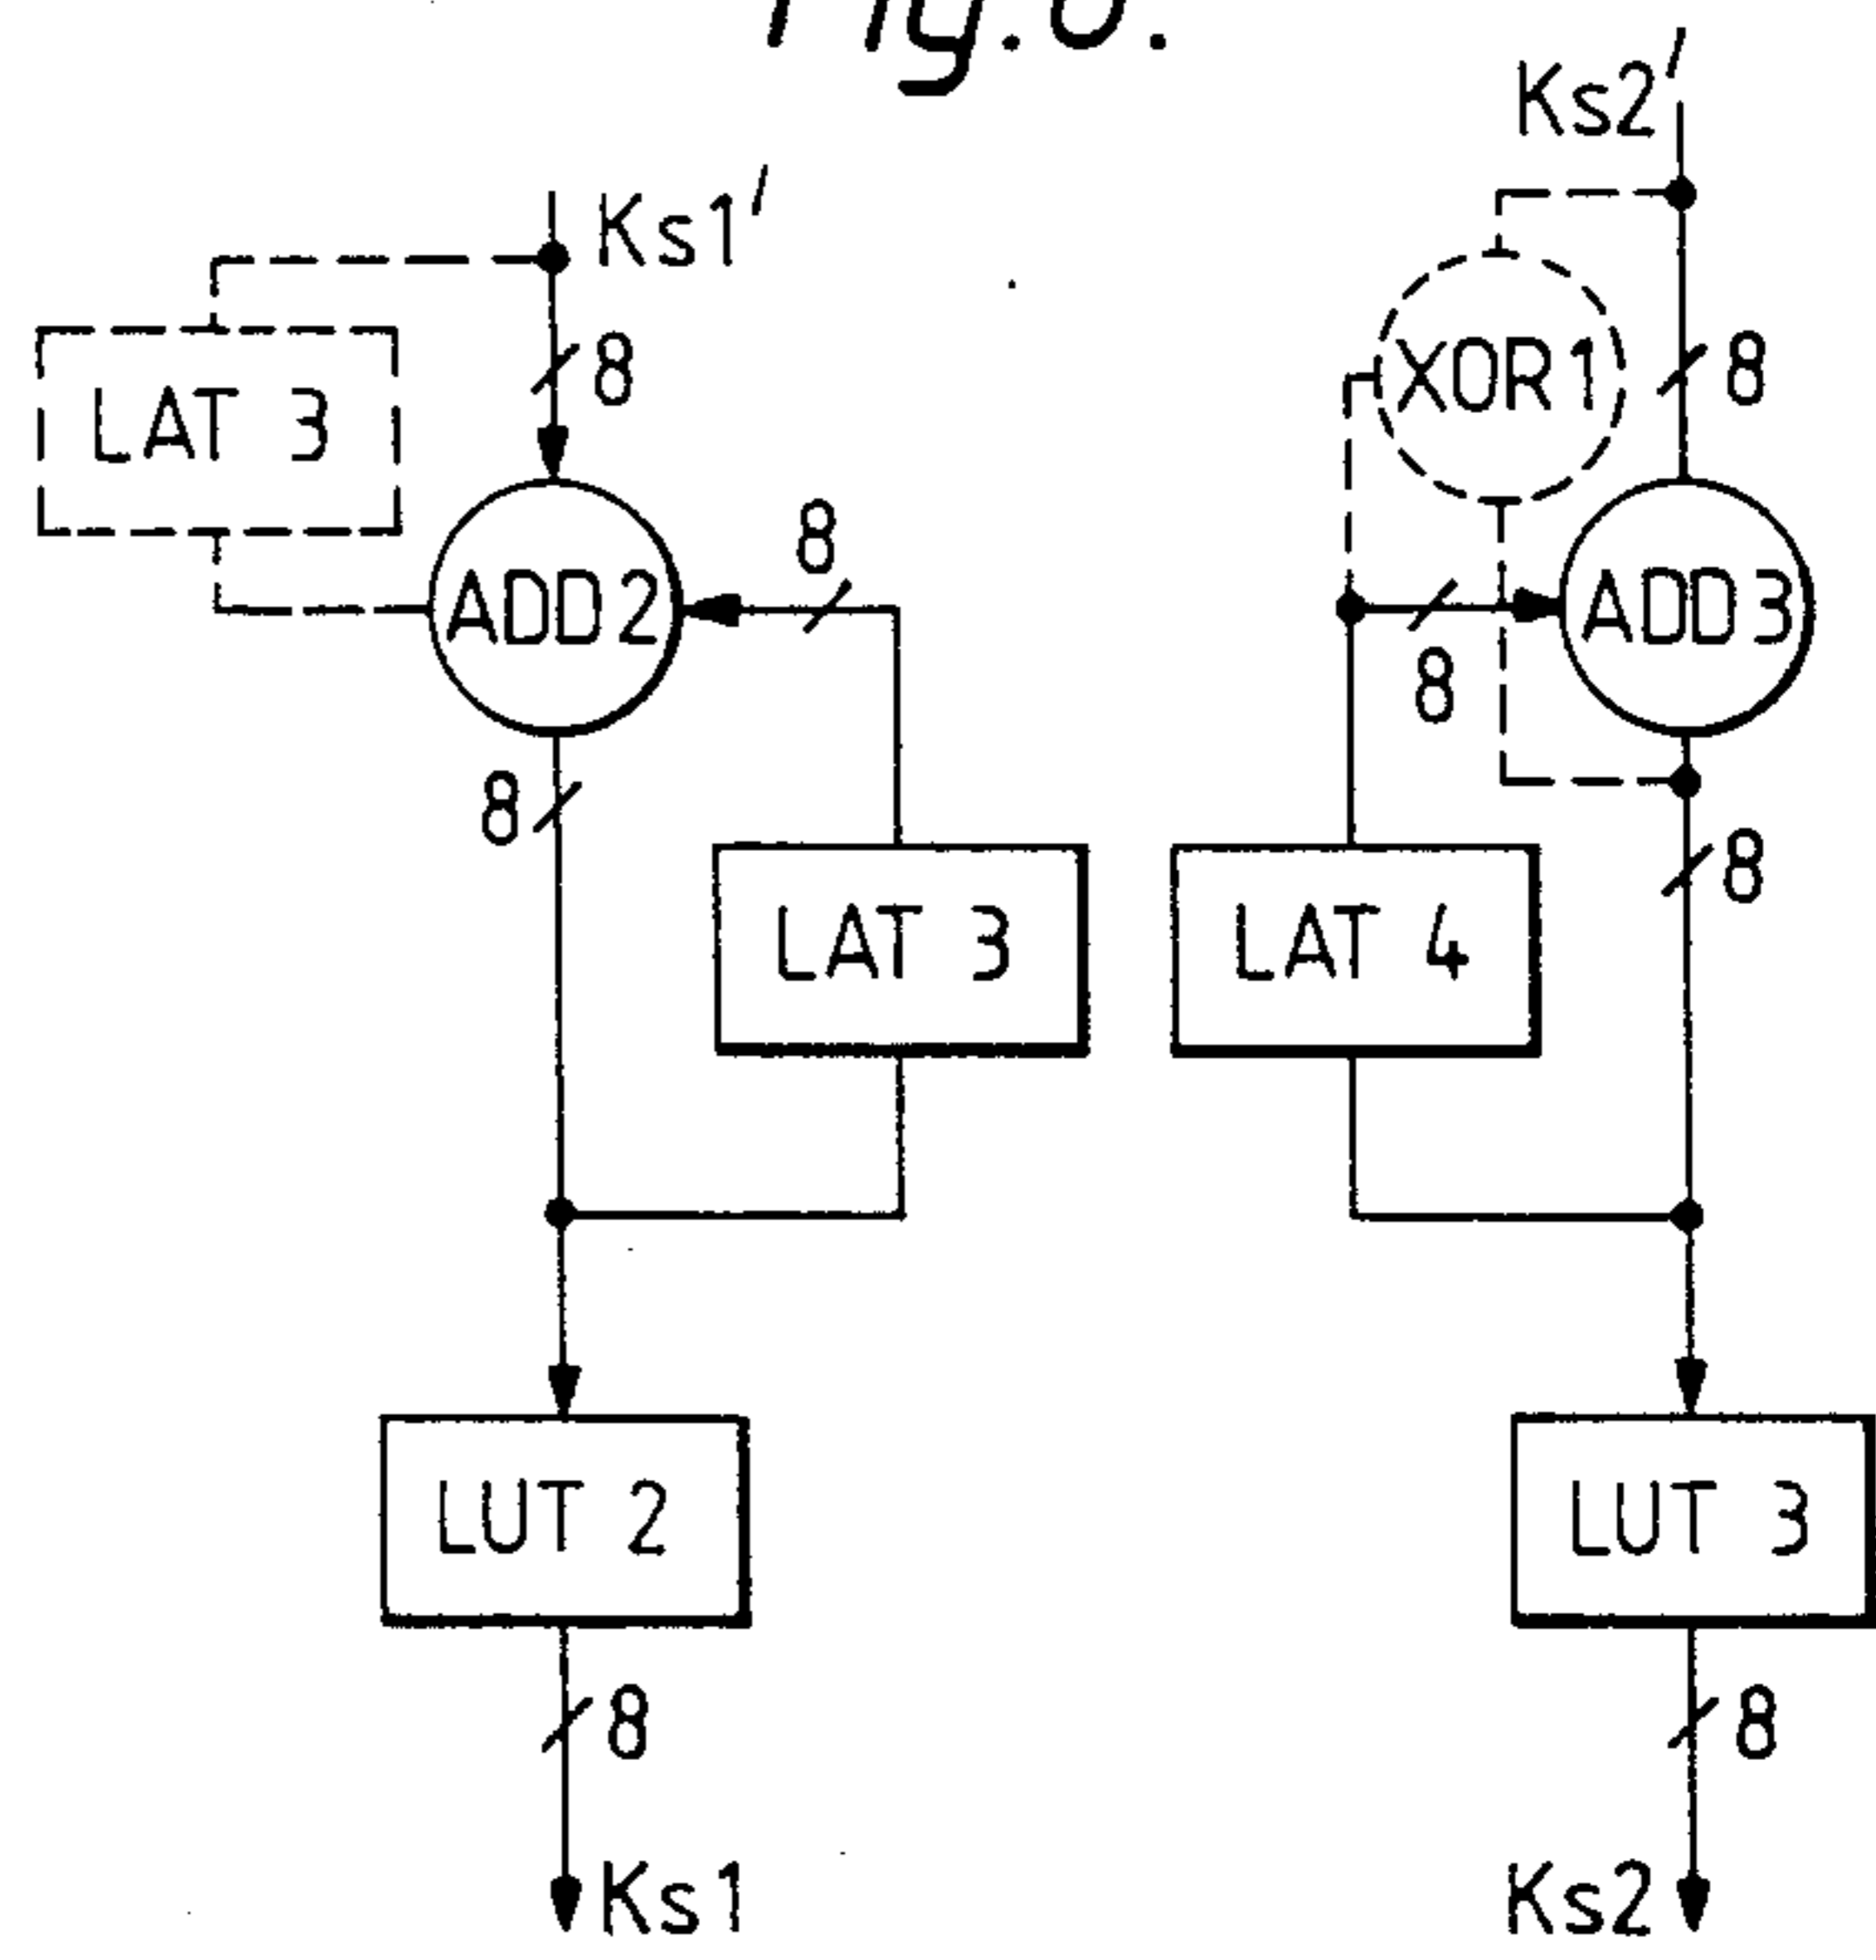 Ks2'
Ks1'
8
8
LAT 3
XOR1
8
ADD2
ADD3
8
8
8
LAT 3
LAT 4
LUT 2
LUT 3
8
8
Ks1
Ks2